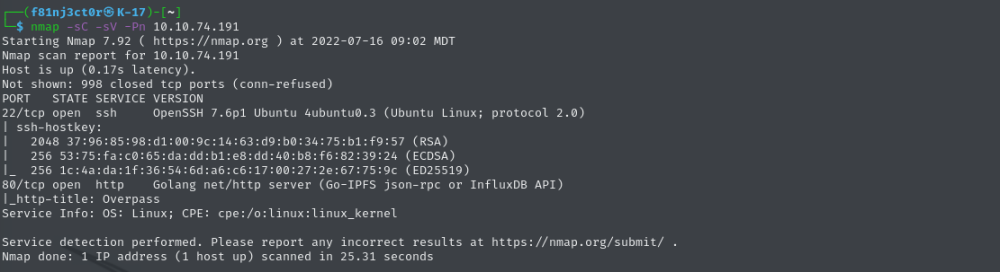 ┌──(f81nj3ct0r㉿K-17)-[~]
└─$ nmap -sC -sV -Pn 10.10.74.191
Starting Nmap 7.92 ( https://nmap.org ) at 2022-07-16 09:02 MDT
Nmap scan report for 10.10.74.191
Host is up (0.17s latency).
Not shown: 998 closed tcp ports (conn-refused)
PORT   STATE SERVICE VERSION
22/tcp open  ssh     OpenSSH 7.6p1 Ubuntu 4ubuntu0.3 (Ubuntu Linux; protocol 2.0)
| ssh-hostkey:
|   2048 37:96:85:98:d1:00:9c:14:63:d9:b0:34:75:b1:f9:57 (RSA)
|   256 53:75:fa:c0:65:da:dd:b1:e8:dd:40:b8:f6:82:39:24 (ECDSA)
|_  256 1c:4a:da:1f:36:54:6d:a6:c6:17:00:27:2e:67:75:9c (ED25519)
80/tcp open  http    Golang net/http server (Go-IPFS json-rpc or InfluxDB API)
|_http-title: Overpass
Service Info: OS: Linux; CPE: cpe:/o:linux:linux_kernel
Service detection performed. Please report any incorrect results at https://nmap.org/submit/ .
Nmap done: 1 IP address (1 host up) scanned in 25.31 seconds